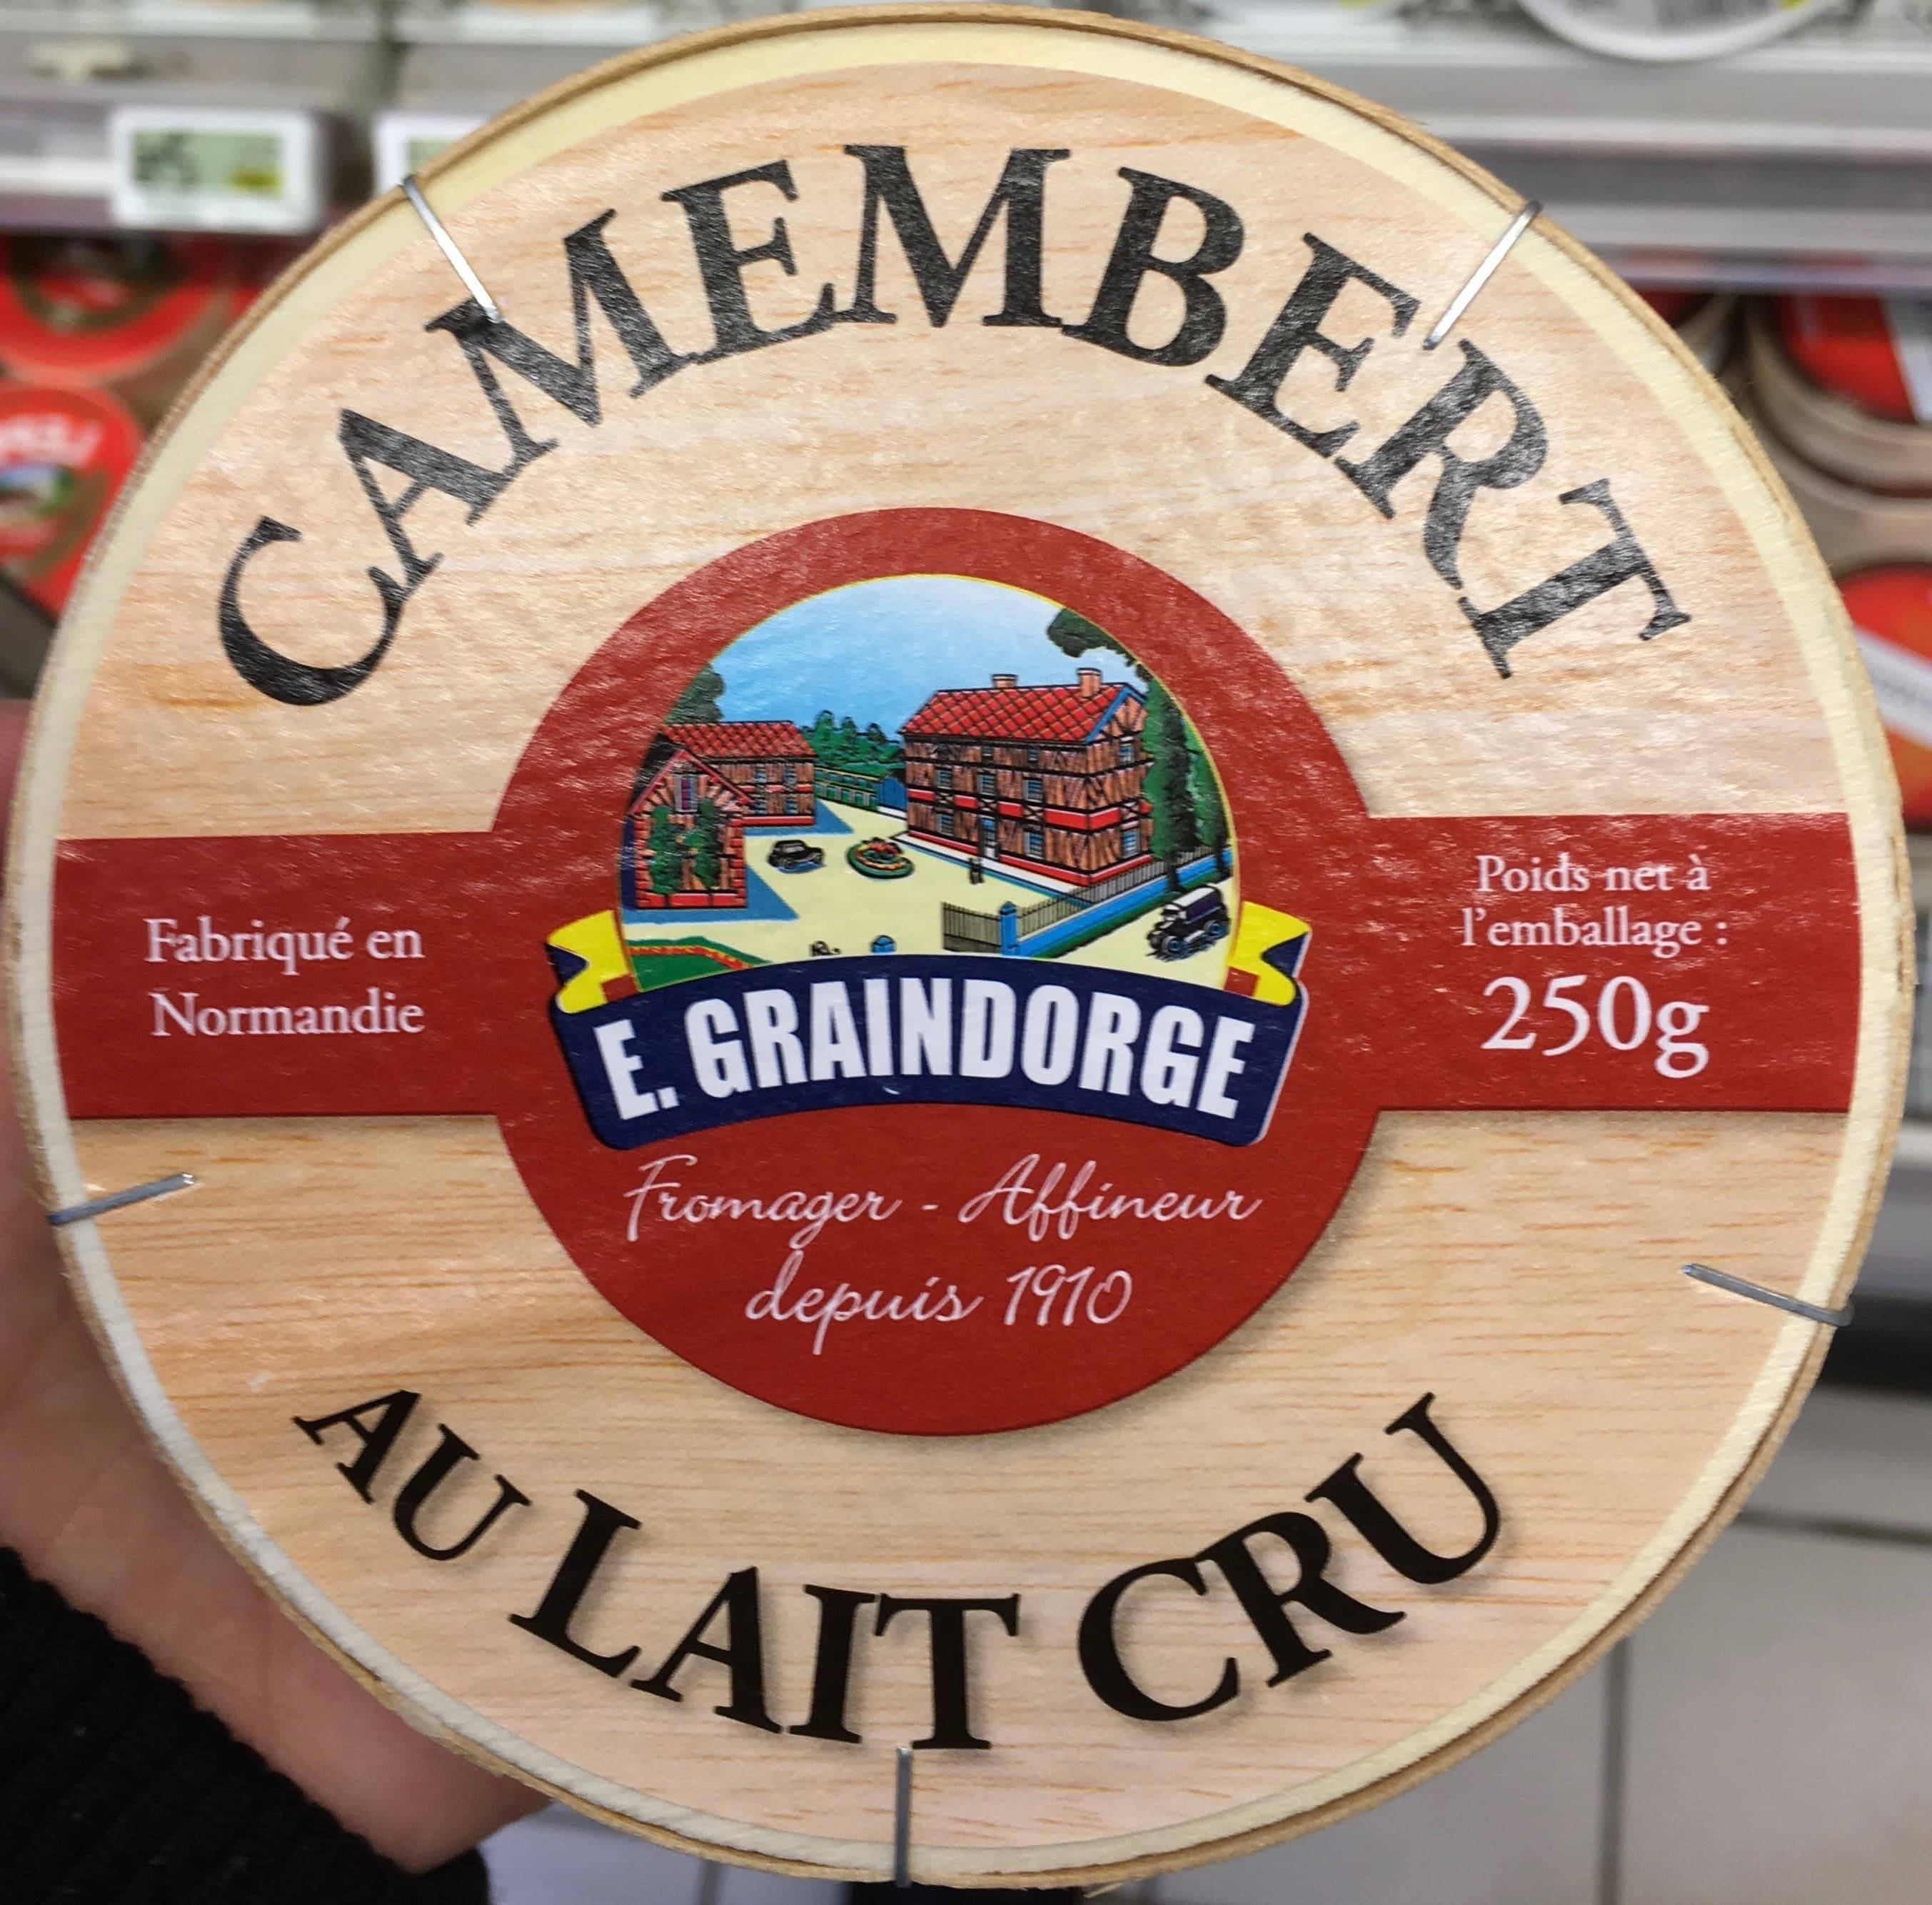 CAMEMBERT
Fabriqué en
Normandie
E. GRAINDORGE
Fromager - Affineur
depuis 1910
Poids net à
l'emballage :
250g
AU LAIT CRU